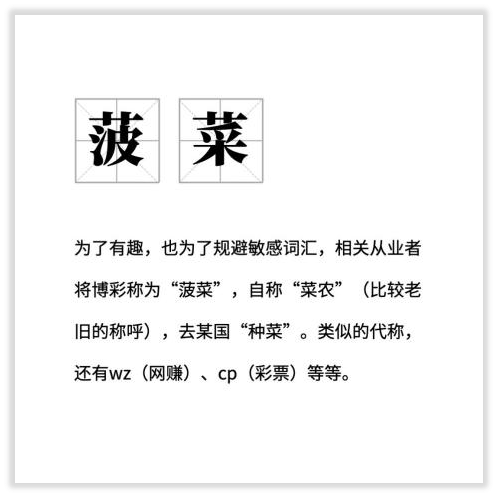 菠菜
为了有趣，也为了规避敏感词汇，相关从业者
将博彩称为“菠菜”，自称“菜农”（比较老
旧的称呼），去某国“种菜”。类似的代称，
还有wz（网赚）、cp（彩票）等等。